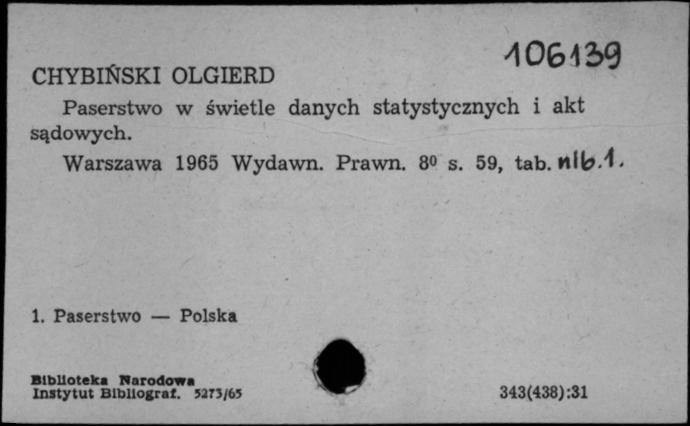 106139
CHYBIŃSKI OLGIERD
Paserstwo w świetle danych statystycznych i akt
sądowych.
Warszawa 1965 Wydawn. Prawn. 8⁰ s. 59, tab. nlb.1.
1. Paserstwo — Polska
Biblioteka Narodowa
Instytut Bibliograf. 5273/65
343(438):31